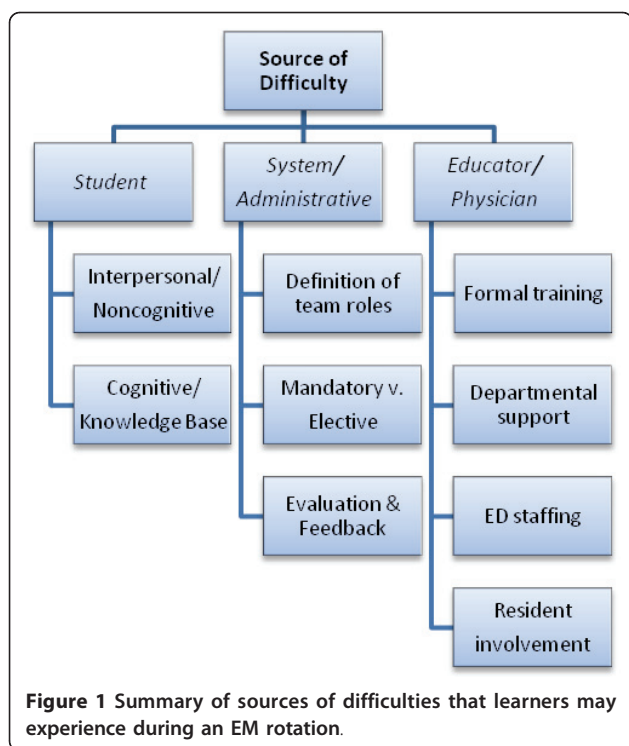 Source of
Difficulty
Student
System/
Administrative
Educator/
Physician
Interpersonal/
Noncognitive
Cognitive/
Knowledge Base
Definition of
team roles
Mandatory v.
Elective
Evaluation &
Feedback
Formal training
Departmental
support
ED staffing
Resident
involvement
Figure 1 Summary of sources of difficulties that learners may
experience during an EM rotation.